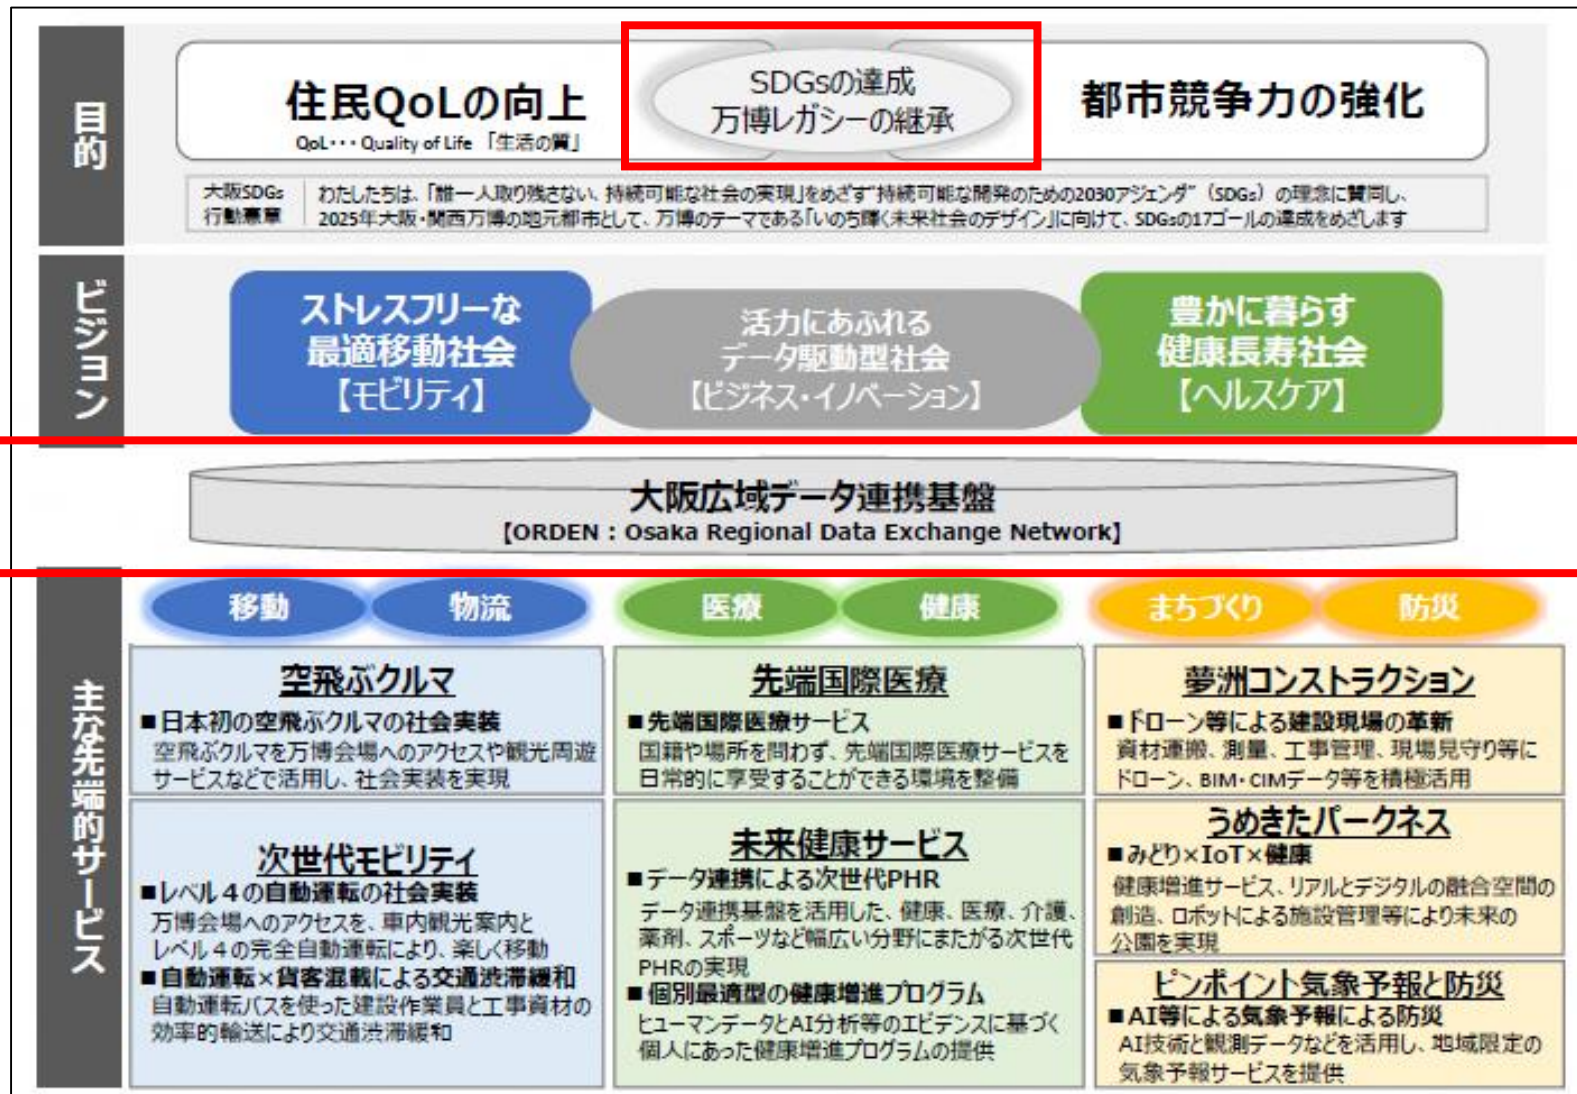 目的
住民QoLの向上
QoL･･･Quality of Life 「生活の質」
SDGsの達成
万博レガシーの継承
都市競争力の強化
大阪SDGs
行動憲章
わたしたちは、「誰一人取り残さない、持続可能な社会の実現」をめざす"持続可能な開発のための2030アジェンダ"（SDGs）の理念に賛同し、
2025年大阪・関西万博の地元都市として、万博のテーマである「いのち輝く未来社会のデザイン」に向けて、SDGsの17ゴールの達成をめざします
ビジョン
ストレスフリーな
最適移動社会
【モビリティ】
活力にあふれる
データ駆動型社会
【ビジネス・イノベーション】
豊かに暮らす
健康長寿社会
【ヘルスケア】
大阪広域データ連携基盤
【ORDEN：Osaka Regional Data Exchange Network】
主な先端的サービス
移動
物流
空飛ぶクルマ
■日本初の空飛ぶクルマの社会実装
空飛ぶクルマを万博会場へのアクセスや観光周遊
サービスなどで活用し、社会実装を実現
次世代モビリティ
■レベル４の自動運転の社会実装
万博会場へのアクセスを、車内観光案内と
レベル４の完全自動運転により、楽しく移動
■自動運転×貨客混載による交通渋滞緩和
自動運転バスを使った建設作業員と工事資材の
効率的輸送により交通渋滞緩和
医療
健康
先端国際医療
■先端国際医療サービス
国籍や場所を問わず、先端国際医療サービスを
日常的に享受することができる環境を整備
未来健康サービス
■データ連携による次世代PHR
データ連携基盤を活用した、健康、医療、介護、
薬剤、スポーツなど幅広い分野にまたがる次世代
PHRの実現
■個別最適型の健康増進プログラム
ヒューマンデータとAI分析等のエビデンスに基づく
個人にあった健康増進プログラムの提供
まちづくり
防災
夢洲コンストラクション
■ドローン等による建設現場の革新
資材運搬、測量、工事管理、現場見守り等に
ドローン、BIM・CIMデータ等を積極活用
うめきたパークネス
■みどり×IoT×健康
健康増進サービス、リアルとデジタルの融合空間の
創造、ロボットによる施設管理等により未来の
公園を実現
ピンポイント気象予報と防災
■AI等による気象予報による防災
AI技術と観測データなどを活用し、地域限定の
気象予報サービスを提供